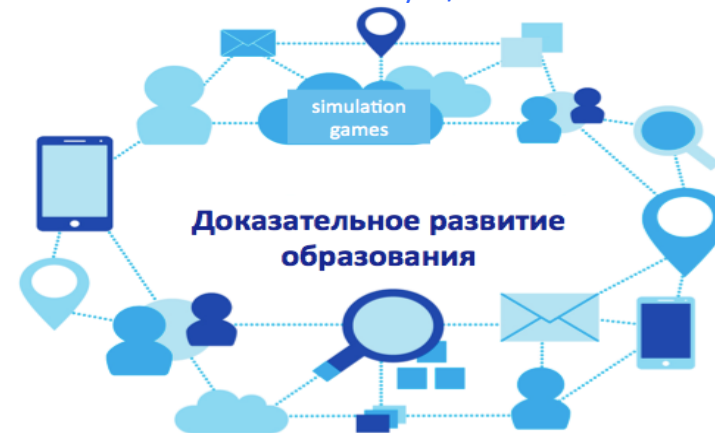 simulation
games
Доказательное развитие
образования